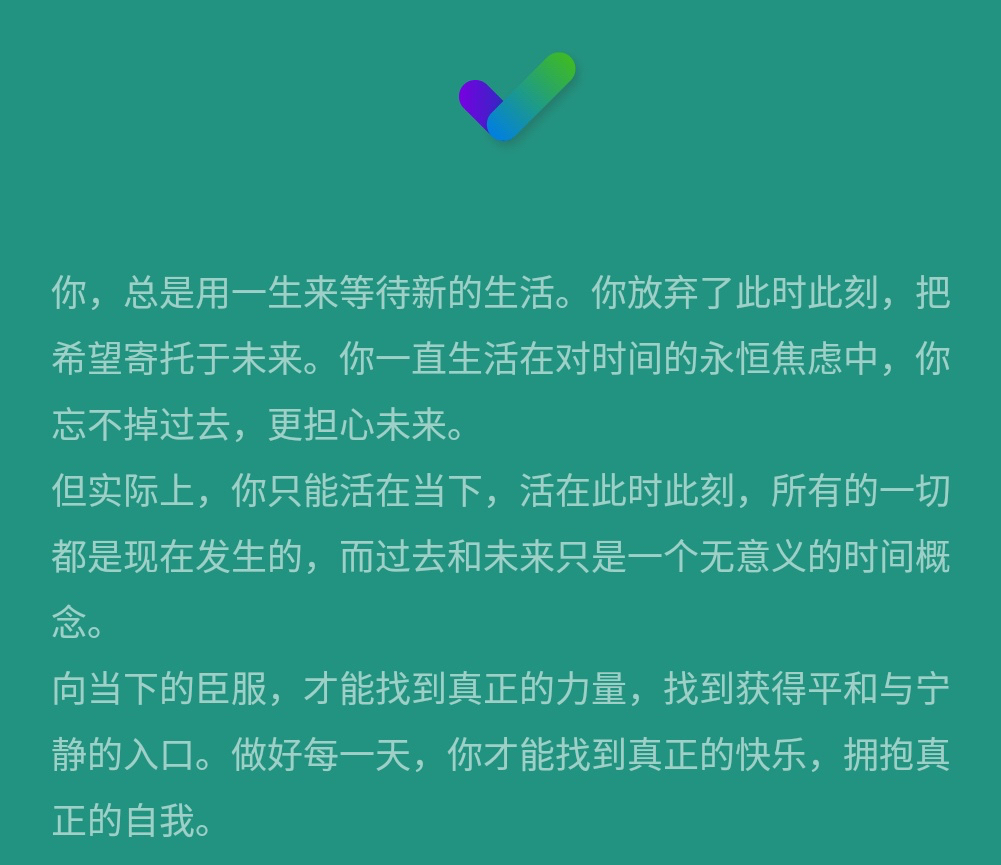 你，总是用一生来等待新的生活。你放弃了此时此刻，把
希望寄托于未来。你一直生活在对时间的永恒焦虑中，你
忘不掉过去，更担心未来。
但实际上，你只能活在当下，活在此时此刻，所有的一切
都是现在发生的，而过去和未来只是一个无意义的时间概
念。
向当下的臣服，才能找到真正的力量，找到获得平和与宁
静的入口。做好每一天，你才能找到真正的快乐，拥抱真
正的自我。